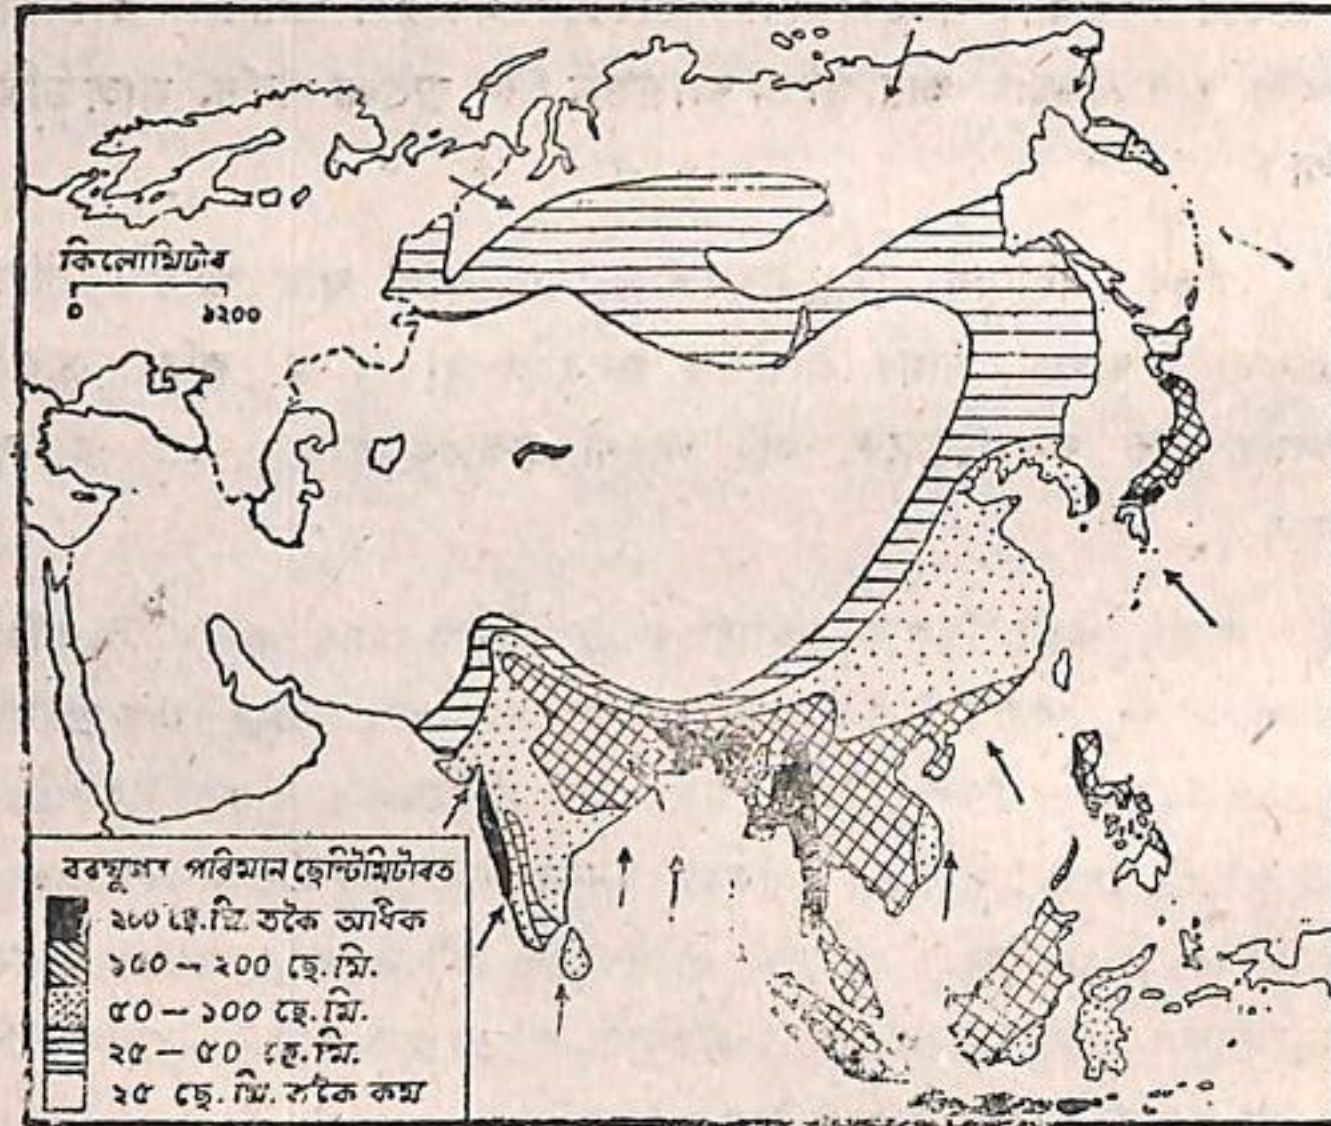 কিলোমিটাৰ
০ ১২০০
বৰষুণৰ পৰিমান ছেন্টিমিটাৰত
২০০ ছে.মি. তকৈ অধিক
১০০ – ২০০ ছে.মি.
৫০ – ১০০ ছে.মি.
২৫ – ৫০ ছে.মি.
২৫ ছে.মি. তকৈ কম